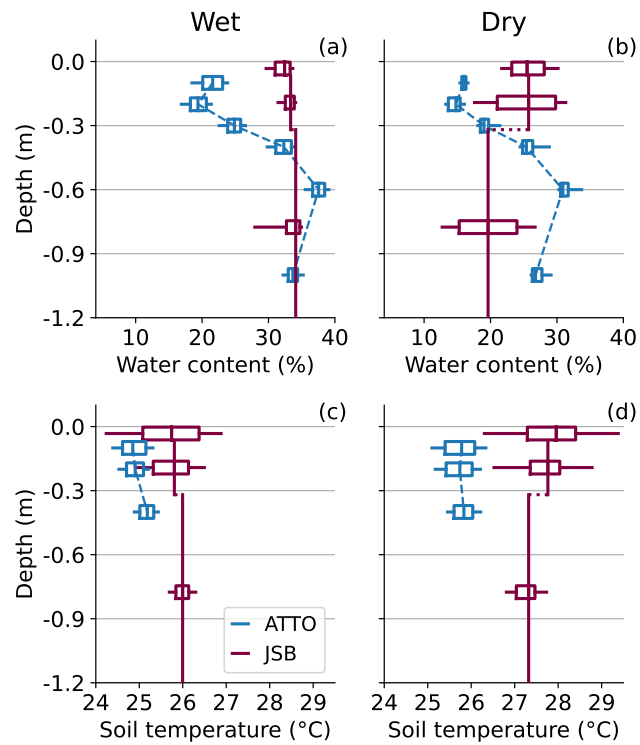 Wet
Dry
(a)
(b)
0.0
-0.3
-0.6
-0.9
-1.2
Depth (m)
10
20
30
40
10
20
30
40
Water content (%)
Water content (%)
(c)
(d)
0.0
-0.3
-0.6
-0.9
-1.2
Depth (m)
ATTO
JSB
24
25
26
27
28
29
24
25
26
27
28
29
Soil temperature (°C)
Soil temperature (°C)